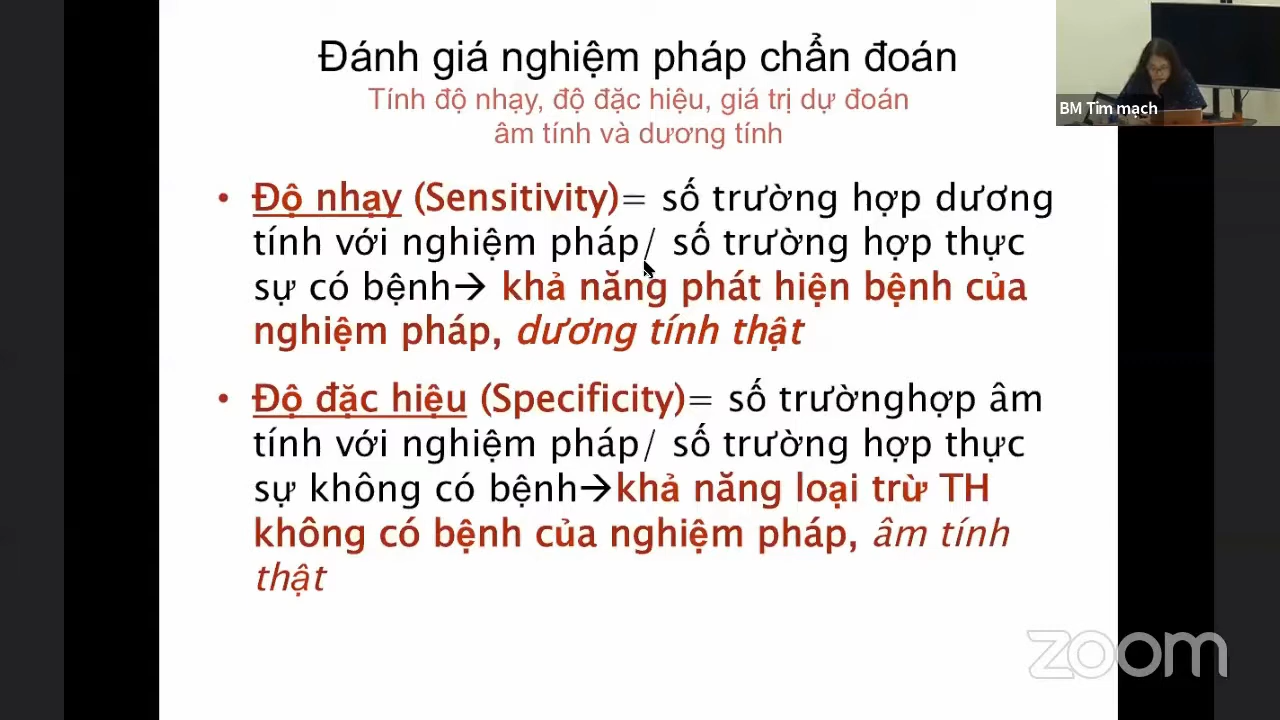 Đánh giá nghiệm pháp chẩn đoán
Tính độ nhạy, độ đặc hiệu, giá trị dự đoán
âm tính và dương tính
BM Tim mạch
• Độ nhạy (Sensitivity)= số trường hợp dương
tính với nghiệm pháp/ số trường hợp thực
sự có bệnh→ khả năng phát hiện bệnh của
nghiệm pháp, dương tính thật
• Độ đặc hiệu (Specificity)= số trườnghợp âm
tính với nghiệm pháp/ số trường hợp thực
sự không có bệnh→khả năng loại trừ TH
không có bệnh của nghiệm pháp, âm tính
thật
zoom